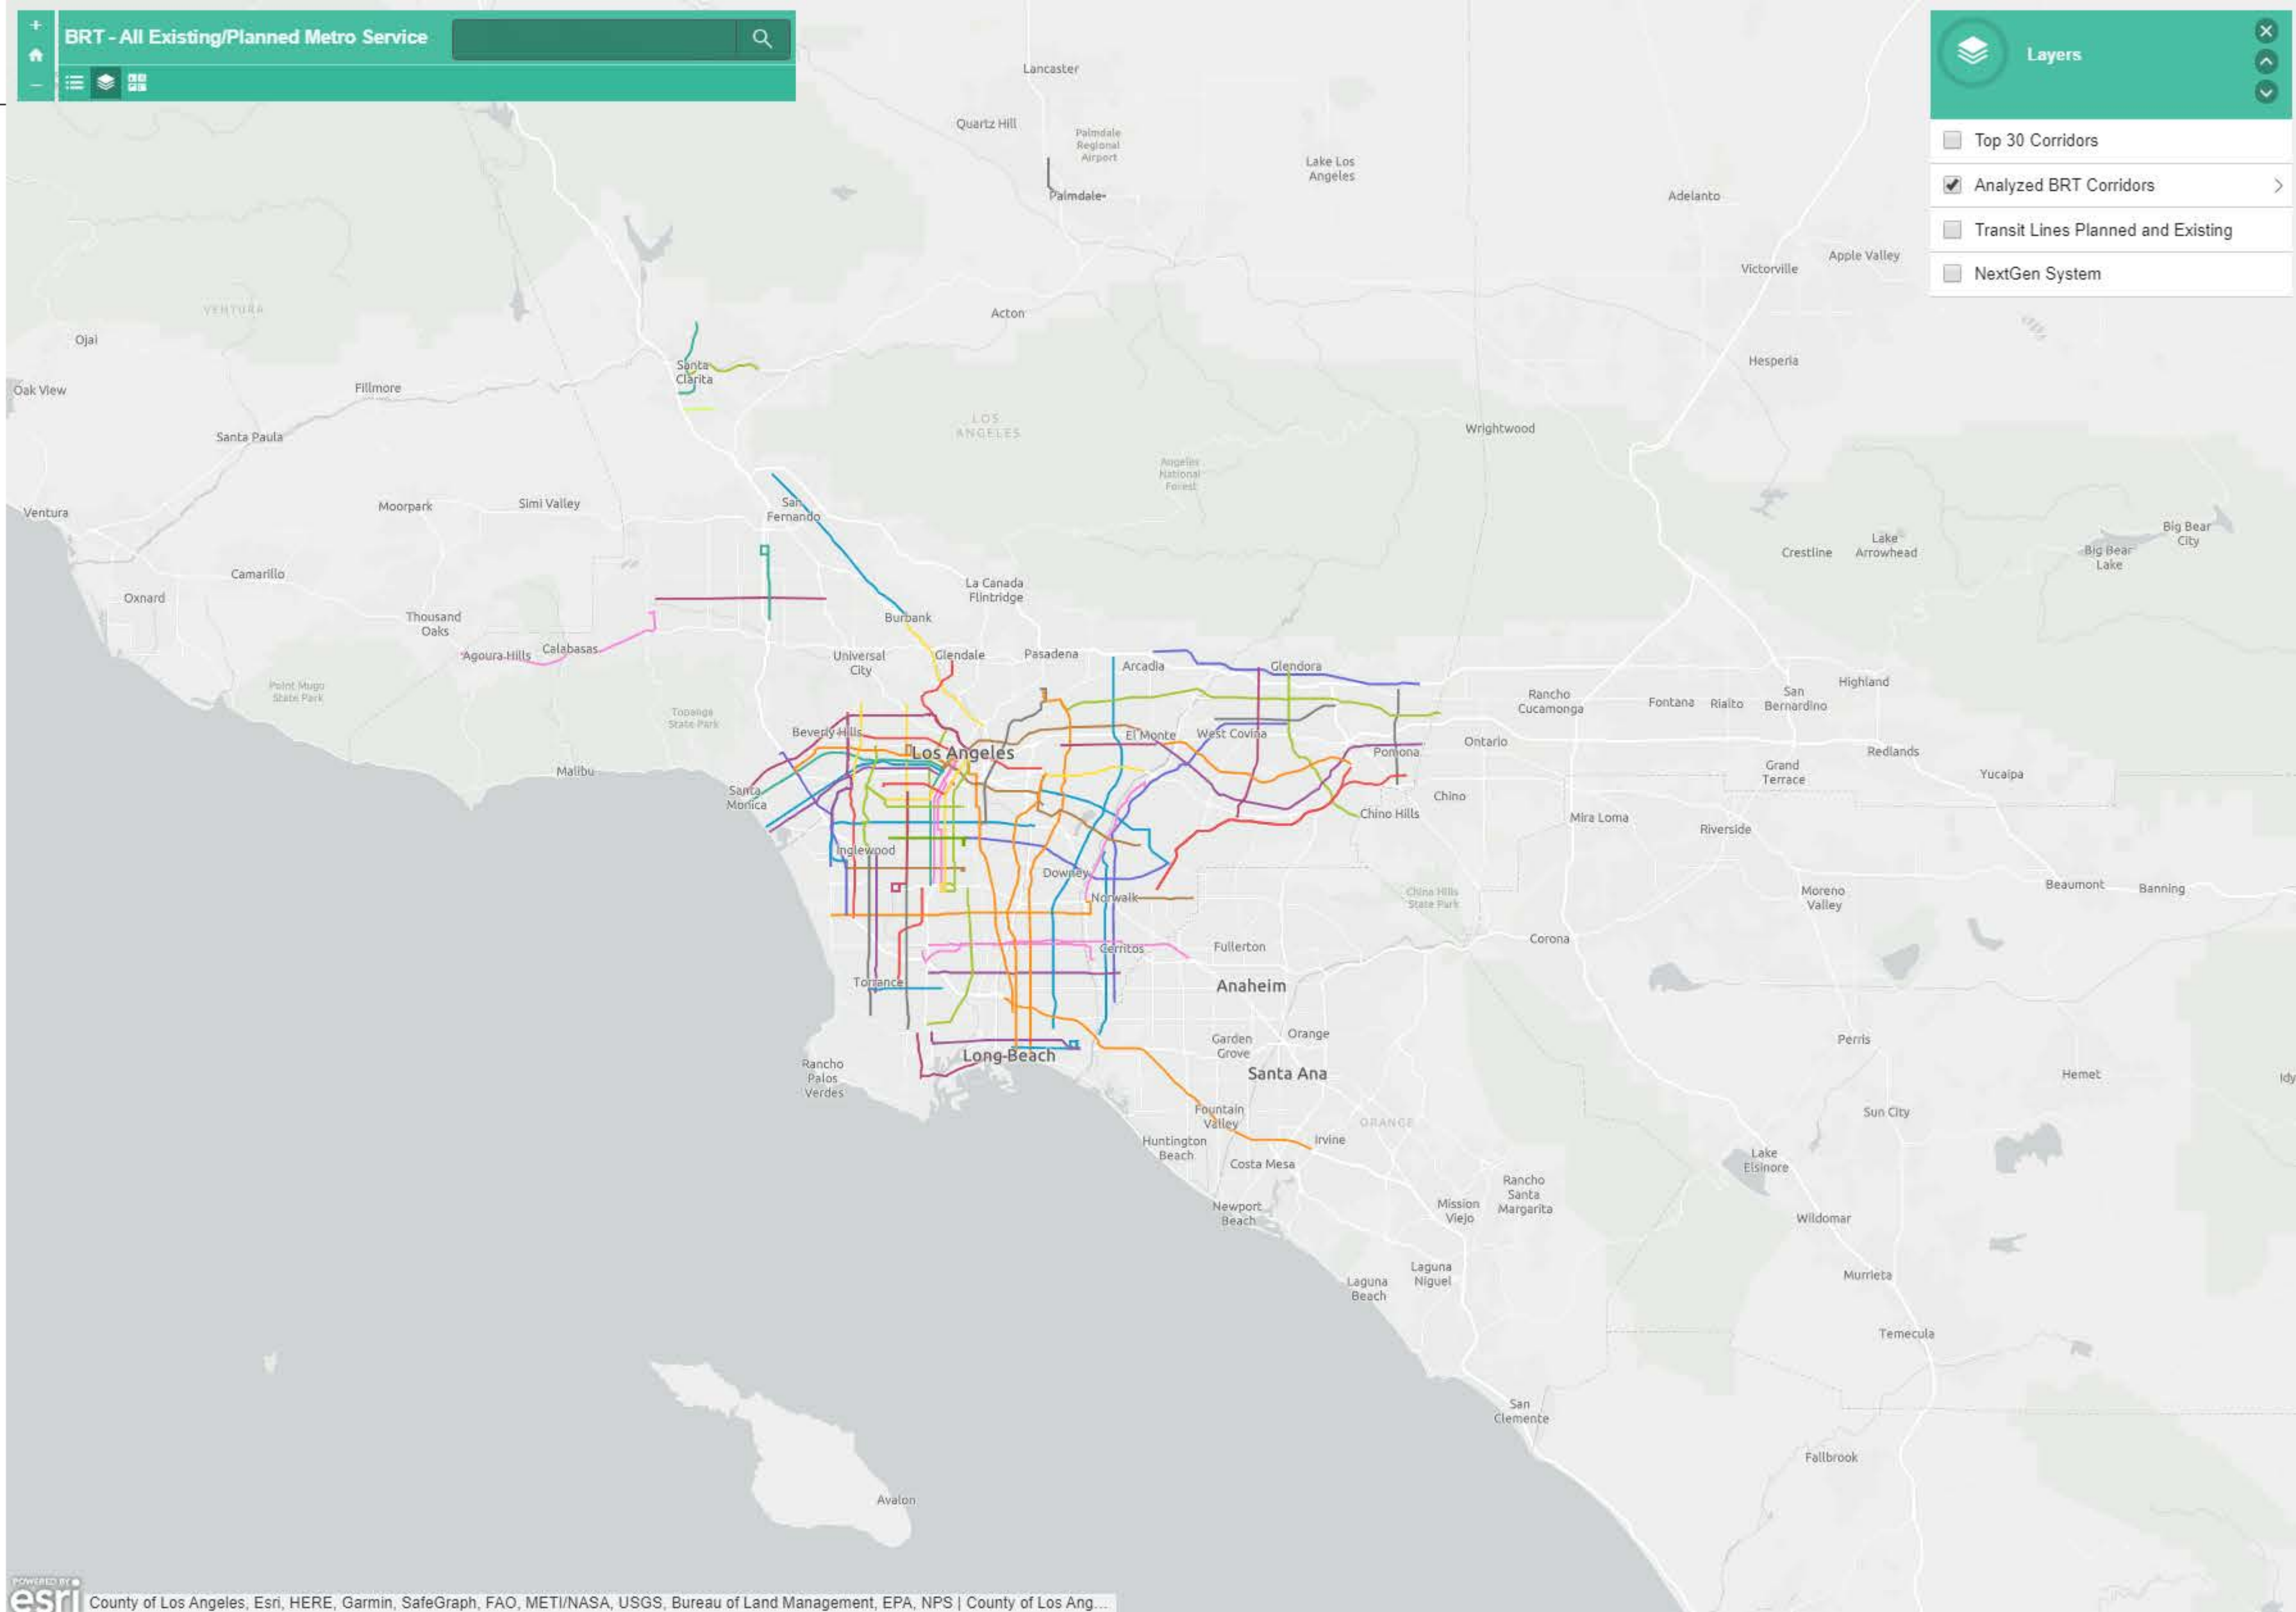 +
BRT - All Existing/Planned Metro Service
−
Layers
Top 30 Corridors
Analyzed BRT Corridors
Transit Lines Planned and Existing
NextGen System
Lancaster
Quartz Hill
Palmdale
Regional
Airport
Lake Los
Angeles
Palmdale
Adelanto
Victorville
Apple Valley
VENTURA
Acton
Ojai
Hesperia
Santa
Clarita
Oak View
Fillmore
LOS
ANGELES
Wrightwood
Santa Paula
Angeles
National
Forest
San
Fernando
Moorpark
Simi Valley
Ventura
Big Bear
City
Crestline
Lake
Arrowhead
Big Bear
Lake
Camarillo
La Canada
Flintridge
Oxnard
Thousand
Oaks
Burbank
Agoura Hills
Calabasas
Universal
City
Glendale
Pasadena
Arcadia
Glendora
Point Mugu
State Park
Topanga
State Park
Rancho
Cucamonga
Fontana
Rialto
San
Bernardino
Highland
Beverly Hills
Los Angeles
El Monte
West Covina
Pomona
Ontario
Redlands
Malibu
Grand
Terrace
Yucaipa
Santa
Monica
Chino
Chino Hills
Mira Loma
Riverside
Inglewood
Downey
Norwalk
Chino Hills
State Park
Moreno
Valley
Beaumont
Banning
Cerritos
Fullerton
Corona
Torrance
Anaheim
Garden
Grove
Orange
Perris
Long Beach
Rancho
Palos
Verdes
Santa Ana
Hemet
Idy
Fountain
Valley
ORANGE
Sun City
Huntington
Beach
Irvine
Costa Mesa
Lake
Elsinore
Rancho
Santa
Margarita
Newport
Beach
Mission
Viejo
Wildomar
Laguna
Beach
Laguna
Niguel
Murrieta
Temecula
San
Clemente
Fallbrook
Avalon
POWERED BY
esri
County of Los Angeles, Esri, HERE, Garmin, SafeGraph, FAO, METI/NASA, USGS, Bureau of Land Management, EPA, NPS | County of Los Ang...